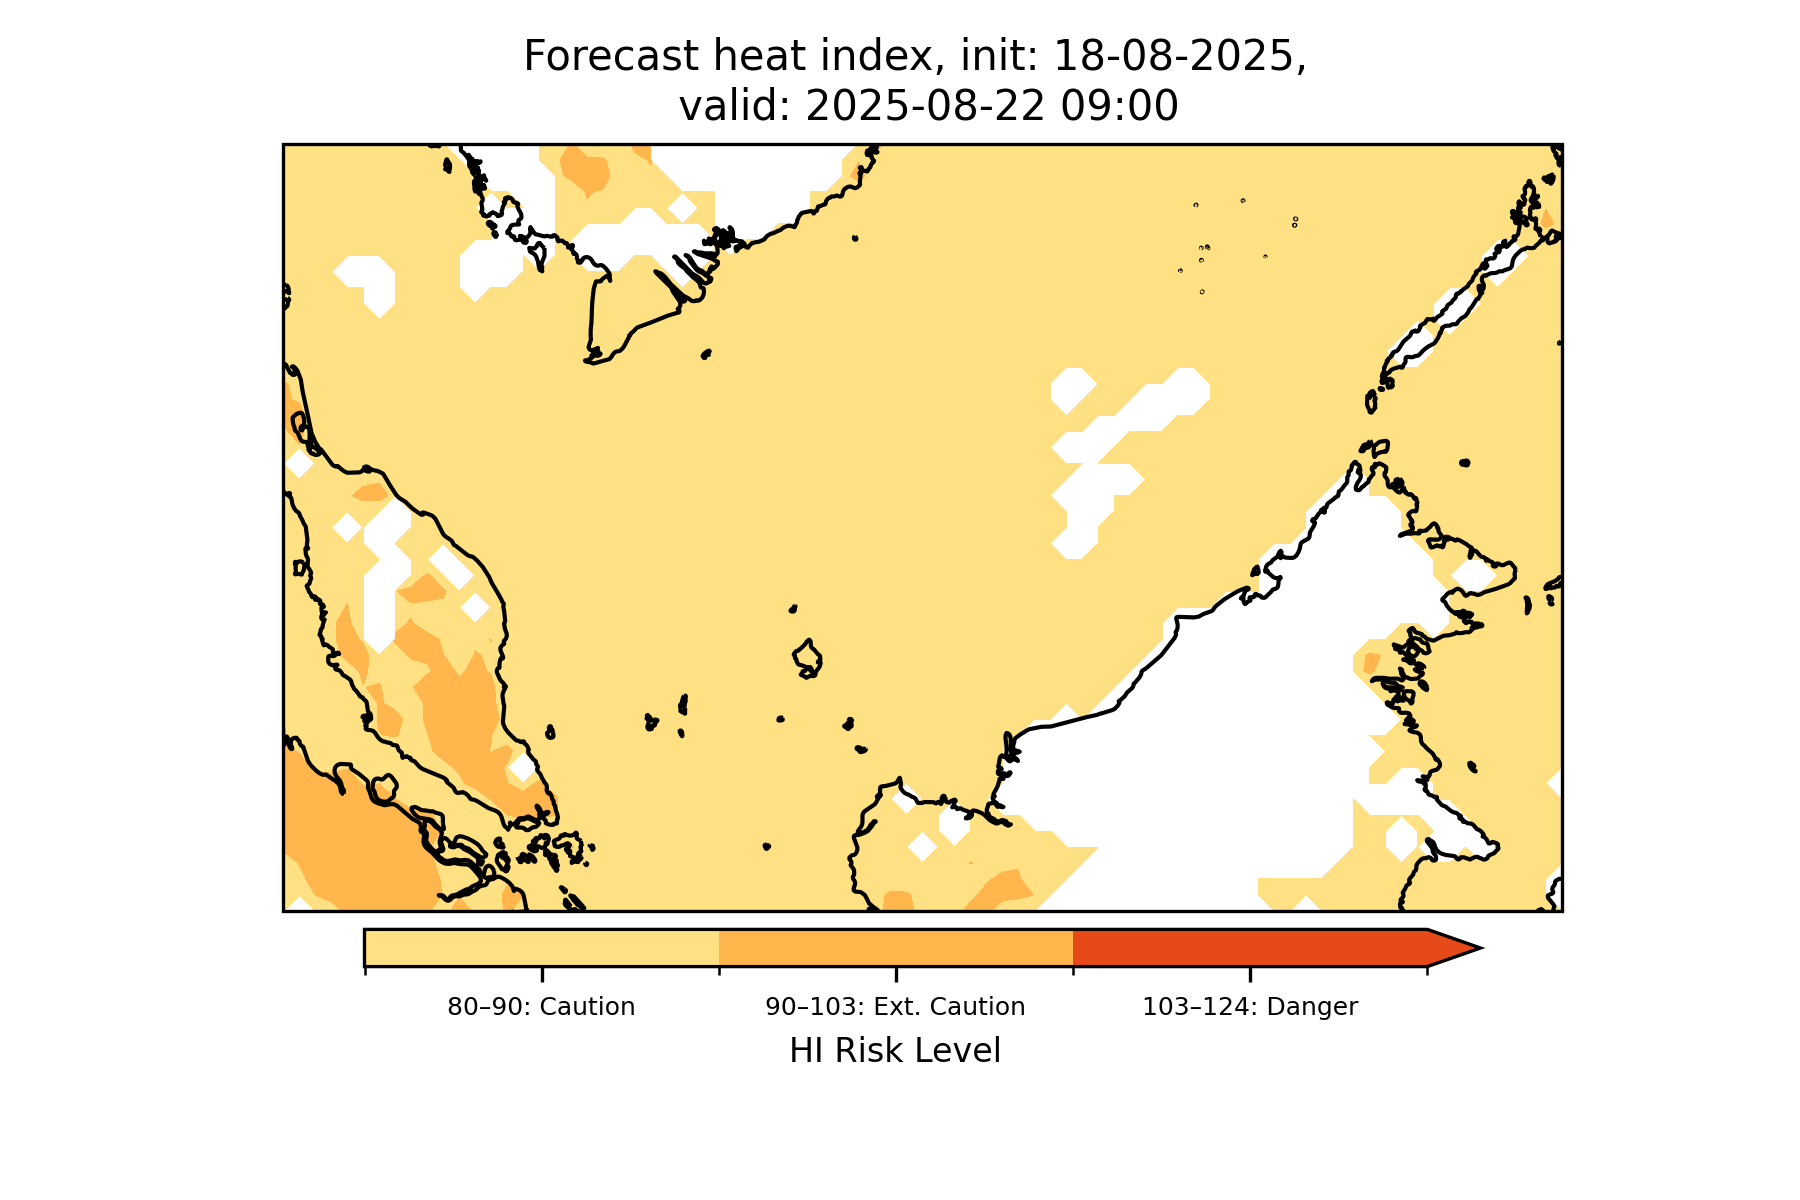 Forecast heat index, init: 18-08-2025,
valid: 2025-08-22 09:00
80–90: Caution
90–103: Ext. Caution
103–124: Danger
HI Risk Level